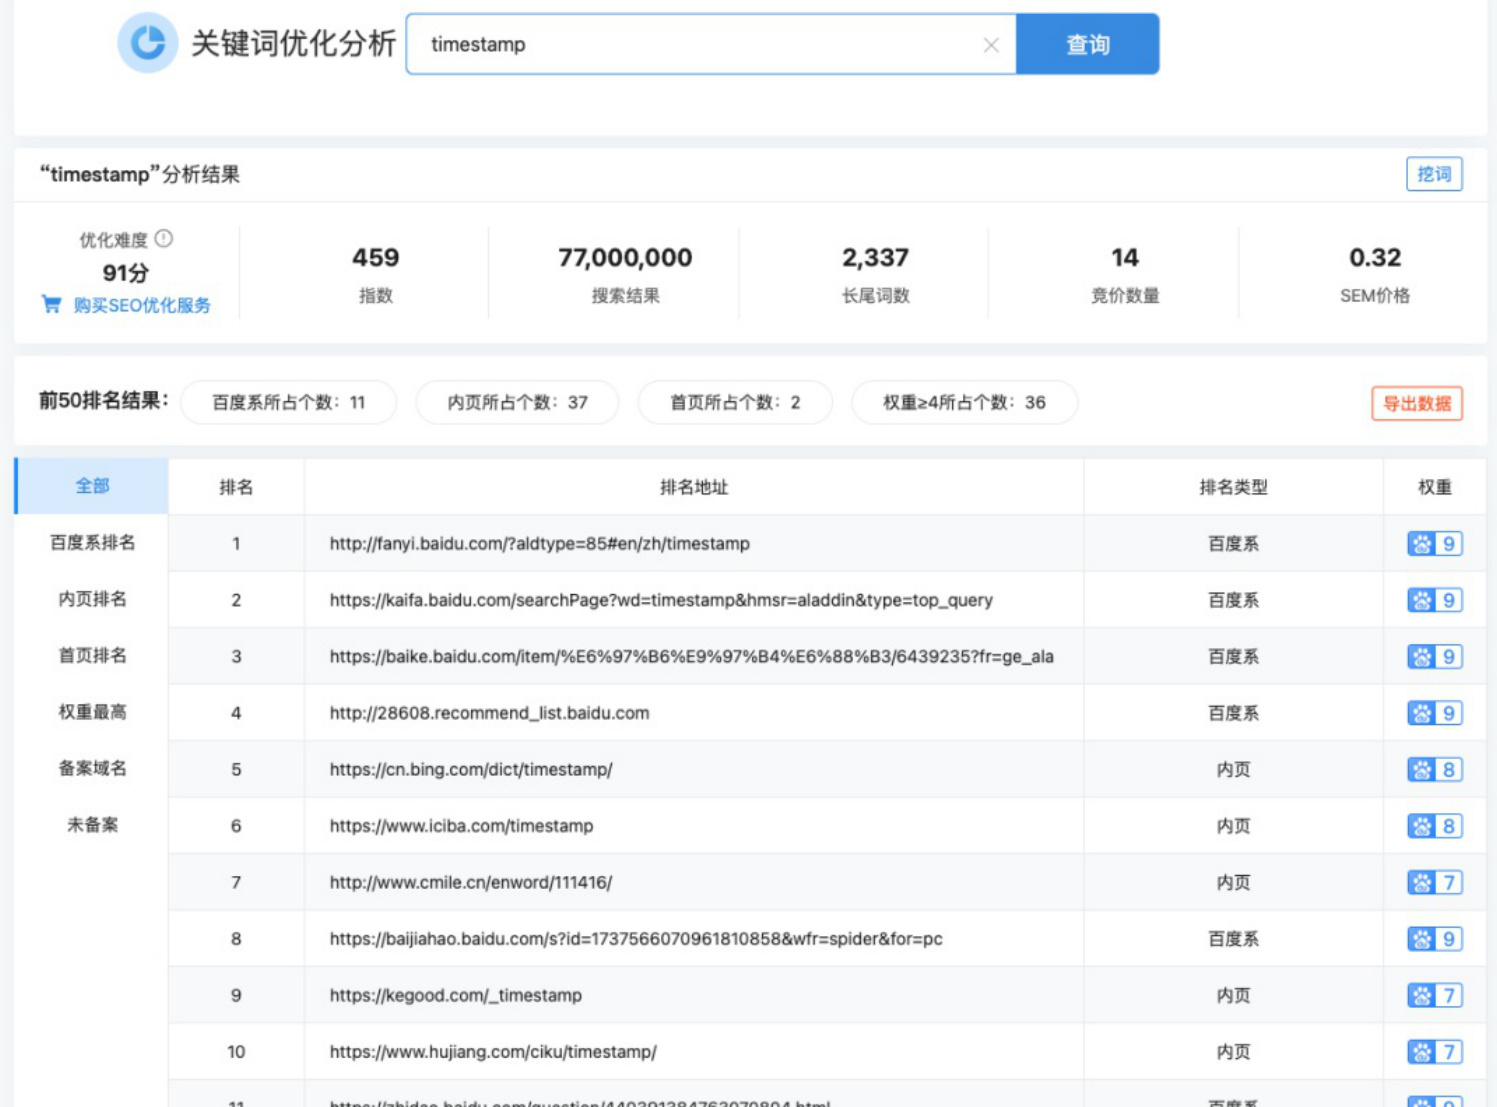 关键词优化分析 timestamp 查询
“timestamp”分析结果 挖词
优化难度
91分
购买SEO优化服务
459
指数
77,000,000
搜索结果
2,337
长尾词数
14
竞价数量
0.32
SEM价格
前50排名结果： 百度系所占个数：11 内页所占个数：37 首页所占个数：2 权重≥4所占个数：36 导出数据
全部 排名 排名地址 排名类型 权重
百度系排名 1 http://fanyi.baidu.com/?aldtype=85#en/zh/timestamp 百度系 9
内页排名 2 https://kaifa.baidu.com/searchPage?wd=timestamp&hmsr=aladdin&type=top_query 百度系 9
首页排名 3 https://baike.baidu.com/item/%E6%97%B6%E9%97%B4%E6%88%B3/6439235?fr=ge_ala 百度系 9
权重最高 4 http://28608.recommend_list.baidu.com 百度系 9
备案域名 5 https://cn.bing.com/dict/timestamp/ 内页 8
未备案 6 https://www.iciba.com/timestamp 内页 8
7 http://www.cmile.cn/enword/111416/ 内页 7
8 https://baijiahao.baidu.com/s?id=1737566070961810858&wfr=spider&for=pc 百度系 9
9 https://kegood.com/_timestamp 内页 7
10 https://www.hujiang.com/ciku/timestamp/ 内页 7
11 百度系 9